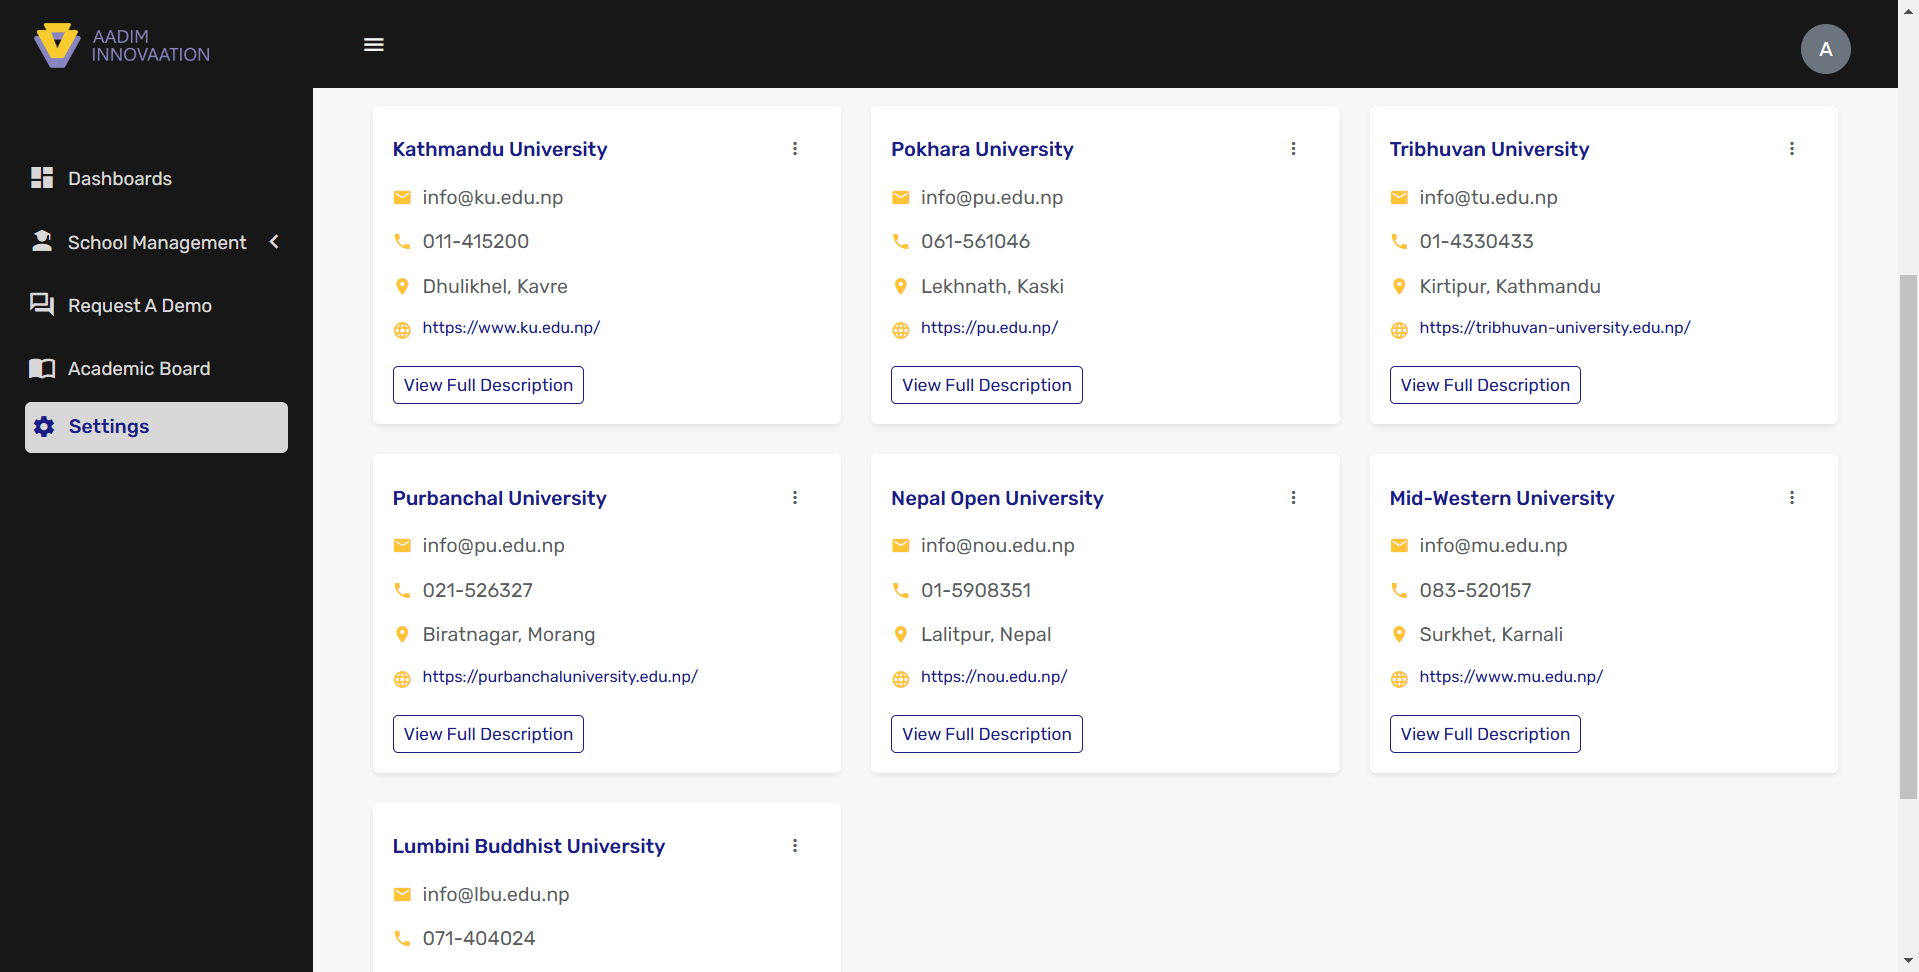 AADIM
INNOVAATION
A
Dashboards
School Management
Request A Demo
Academic Board
Settings
Kathmandu University
info@ku.edu.np
011-415200
Dhulikhel, Kavre
https://www.ku.edu.np/
View Full Description
Pokhara University
info@pu.edu.np
061-561046
Lekhnath, Kaski
https://pu.edu.np/
View Full Description
Tribhuvan University
info@tu.edu.np
01-4330433
Kirtipur, Kathmandu
https://tribhuvan-university.edu.np/
View Full Description
Purbanchal University
info@pu.edu.np
021-526327
Biratnagar, Morang
https://purbanchaluniversity.edu.np/
View Full Description
Nepal Open University
info@nou.edu.np
01-5908351
Lalitpur, Nepal
https://nou.edu.np/
View Full Description
Mid-Western University
info@mu.edu.np
083-520157
Surkhet, Karnali
https://www.mu.edu.np/
View Full Description
Lumbini Buddhist University
info@lbu.edu.np
071-404024